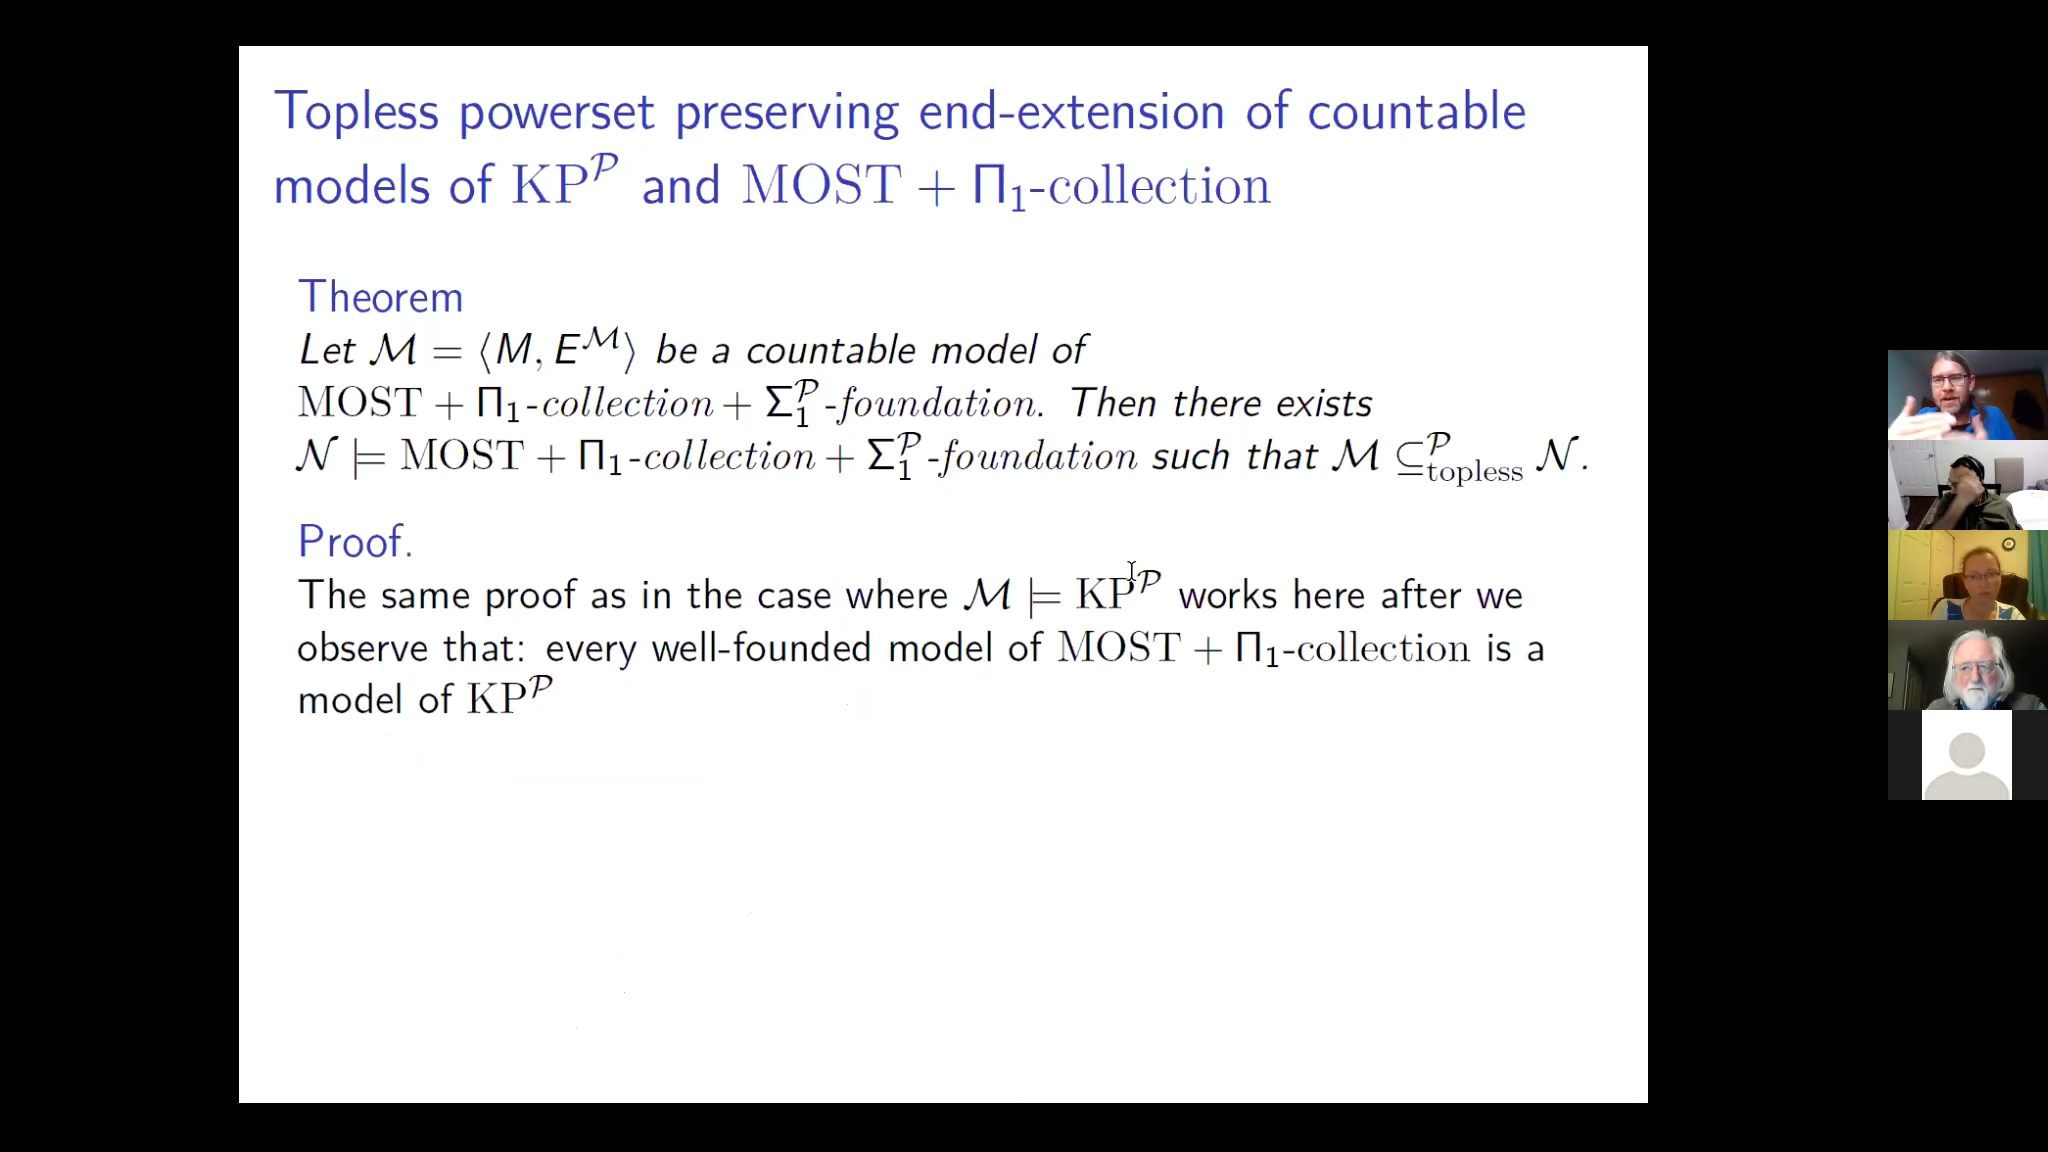 Topless powerset preserving end-extension of countable
models of KP^𝒫 and MOST + Π₁-collection
Theorem
Let ℳ = ⟨M, E^ℳ⟩ be a countable model of
MOST + Π₁-collection + Σ₁^𝒫-foundation. Then there exists
𝒩 ⊨ MOST + Π₁-collection + Σ₁^𝒫-foundation such that ℳ ⊆^𝒫_topless 𝒩.
Proof.
The same proof as in the case where ℳ ⊨ KP^𝒫 works here after we
observe that: every well-founded model of MOST + Π₁-collection is a
model of KP^𝒫